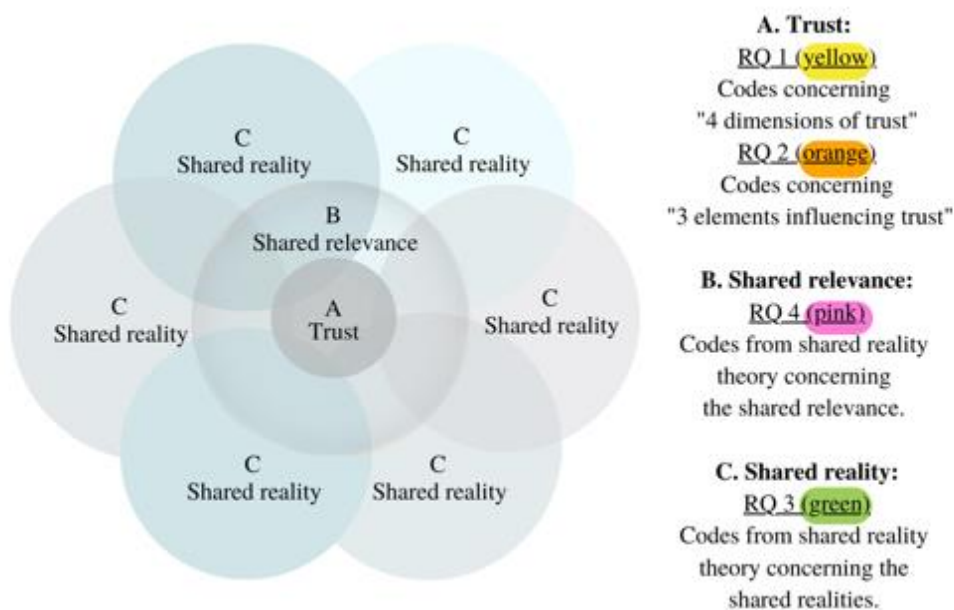 C
Shared reality
C
Shared reality
B
Shared relevance
C
Shared reality
A
Trust
C
Shared reality
C
Shared reality
C
Shared reality
A. Trust:
RQ 1 (yellow)
Codes concerning
"4 dimensions of trust"
RQ 2 (orange)
Codes concerning
"3 elements influencing trust"
B. Shared relevance:
RQ 4 (pink)
Codes from shared reality
theory concerning
the shared relevance.
C. Shared reality:
RQ 3 (green)
Codes from shared reality
theory concerning the
shared realities.